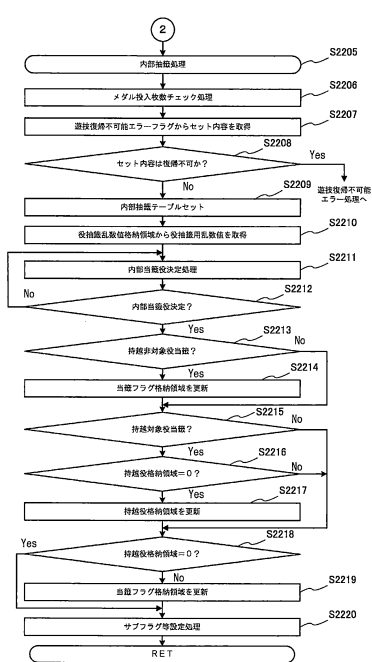 2
内部抽籤処理
S2205
S2206
メダル投入枚数チェック処理
S2207
遊技復帰不可能エラーフラグからセット内容を取得
S2208
セット内容は復帰不可か?
Yes
No
遊技復帰不可能
エラー処理へ
S2209
内部抽籤テーブルセット
S2210
役抽籤乱数値格納領域から役抽籤用乱数値を取得
S2211
内部当籤役決定処理
S2212
No
内部当籤役決定?
Yes
S2213
持越非対象役当籤?
No
Yes
S2214
当籤フラグ格納領域を更新
S2215
持越対象役当籤?
No
Yes
S2216
持越役格納領域=0?
No
Yes
S2217
持越役格納領域を更新
S2218
Yes
持越役格納領域=0?
No
S2219
当籤フラグ格納領域を更新
S2220
サブフラグ等設定処理
RET